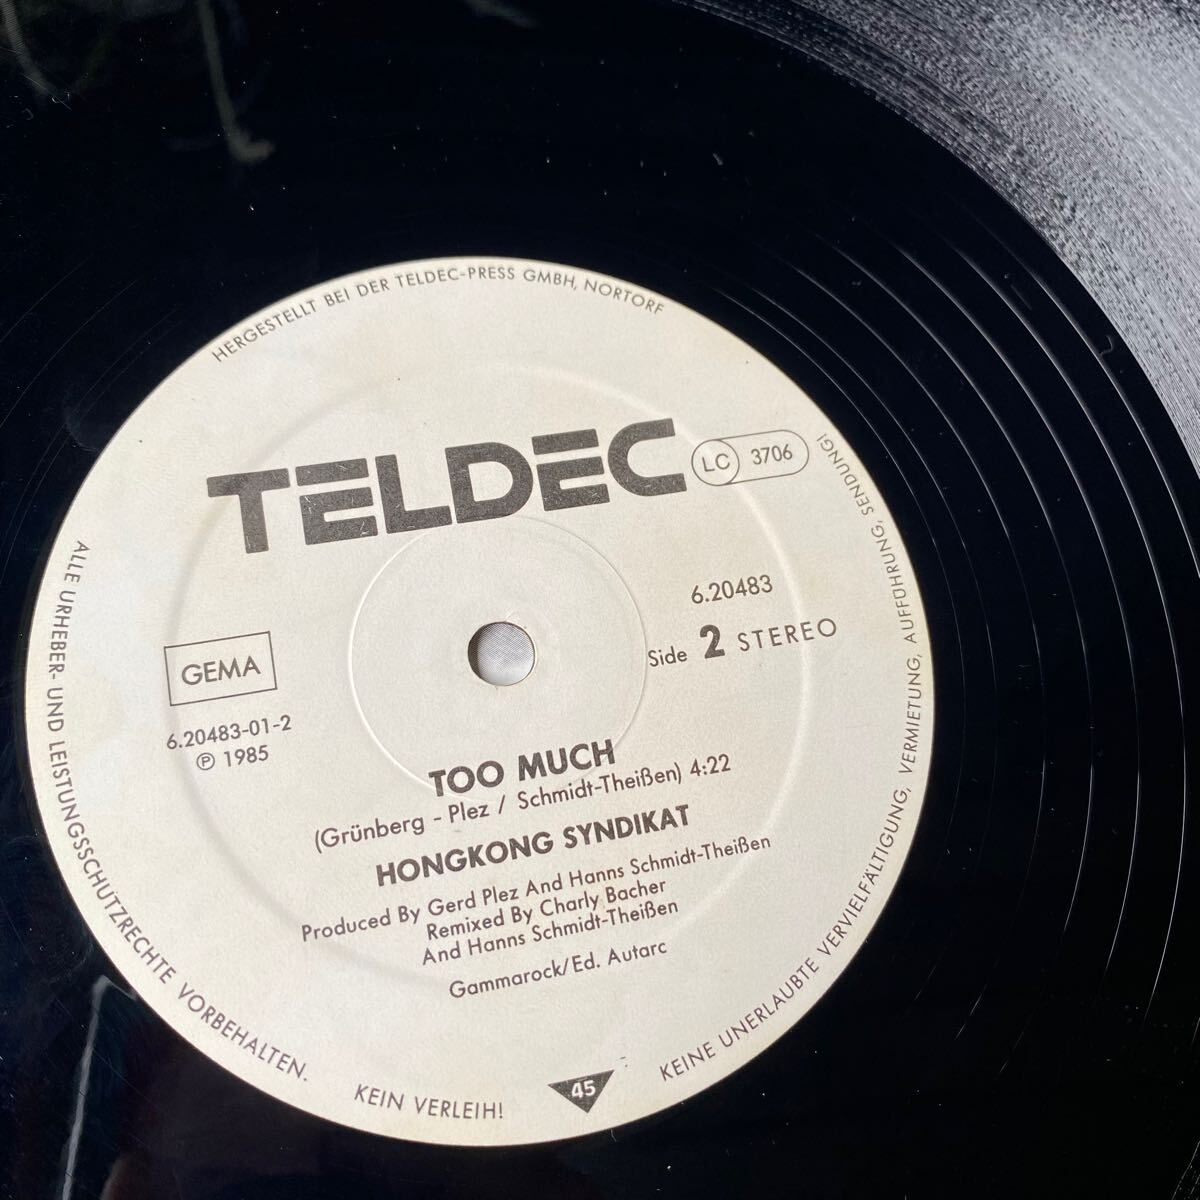 HERGESTELLT BEI DER TELDEC-PRESS GMBH, NORTORF
TELDEC
LC 3706
6.20483
Side 2 STEREO
GEMA
6.20483-01-2
℗ 1985
TOO MUCH
(Grünberg - Plez / Schmidt-Theißen) 4:22
HONGKONG SYNDIKAT
Produced By Gerd Plez And Hanns Schmidt-Theißen
Remixed By Charly Bacher
And Hanns Schmidt-Theißen
Gammarock/Ed. Autarc
45
ALLE URHEBER- UND LEISTUNGSSCHUTZRECHTE VORBEHALTEN.
KEIN VERLEIH!
KEINE UNERLAUBTE VERVIELFÄLTIGUNG, VERMIETUNG, AUFFÜHRUNG, SENDUNG!